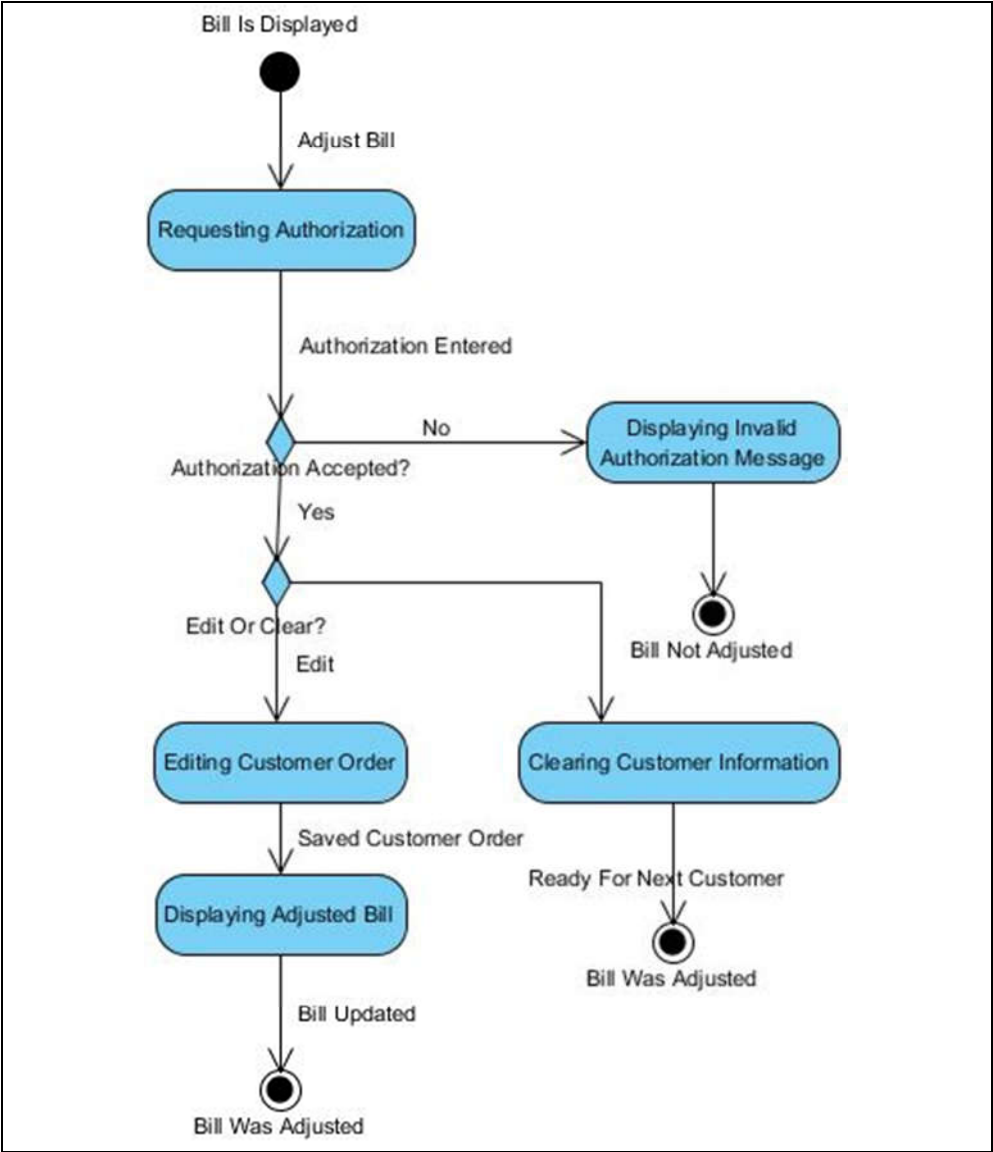 Bill Is Displayed
Adjust Bill
Requesting Authorization
Authorization Entered
No
Displaying Invalid
Authorization Message
Authorization Accepted?
Yes
Edit Or Clear?
Bill Not Adjusted
Edit
Editing Customer Order
Clearing Customer Information
Saved Customer Order
Ready For Next Customer
Displaying Adjusted Bill
Bill Was Adjusted
Bill Updated
Bill Was Adjusted